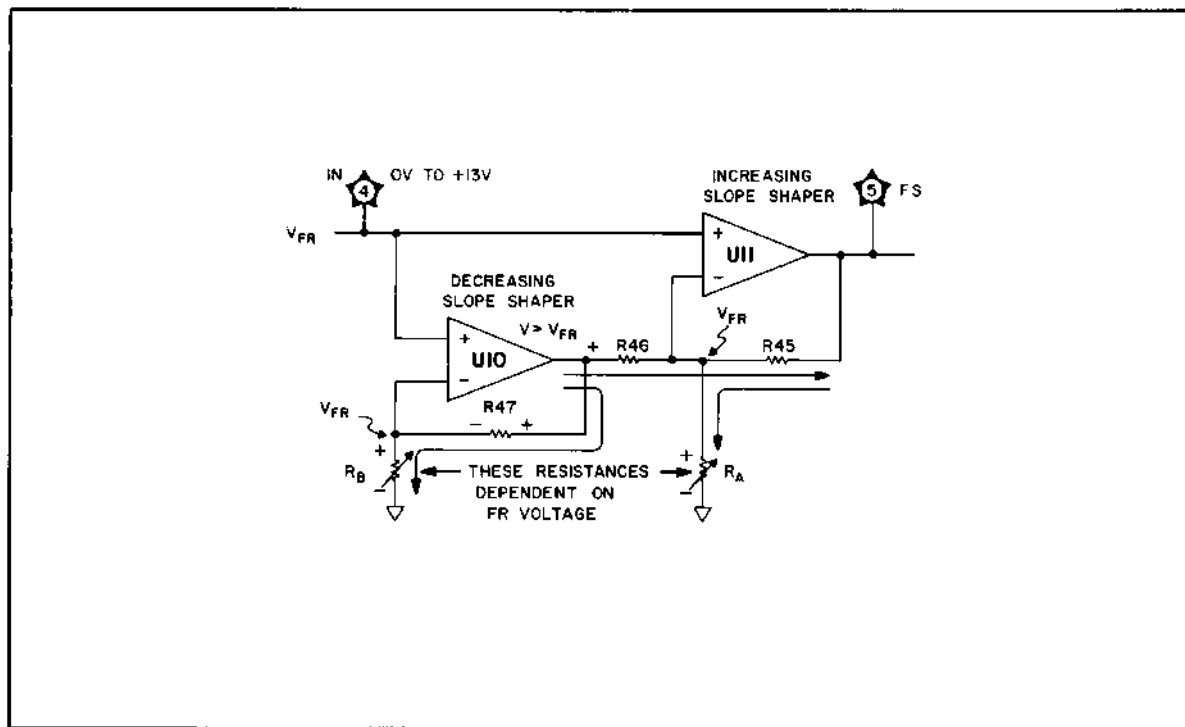 IN 4 0V TO +13V
INCREASING
SLOPE SHAPER
5 FS
VFR
+
U11
−
DECREASING
SLOPE SHAPER
V > VFR
+
U10
−
+ R46
VFR
R45
VFR
− R47 +
+
RB
−
THESE RESISTANCES
DEPENDENT ON
FR VOLTAGE
+
RA
−